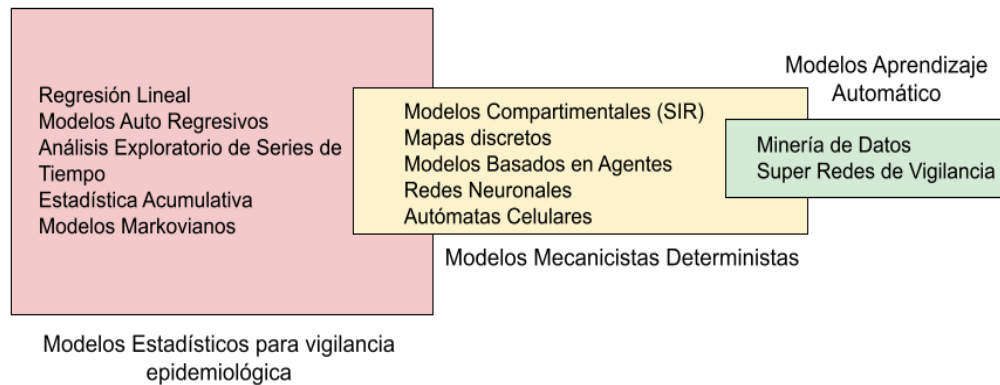 Regresión Lineal
Modelos Auto Regresivos
Análisis Exploratorio de Series de
Tiempo
Estadística Acumulativa
Modelos Markovianos
Modelos Estadísticos para vigilancia
epidemiológica
Modelos Compartimentales (SIR)
Mapas discretos
Modelos Basados en Agentes
Redes Neuronales
Autómatas Celulares
Modelos Mecanicistas Deterministas
Modelos Aprendizaje
Automático
Minería de Datos
Super Redes de Vigilancia